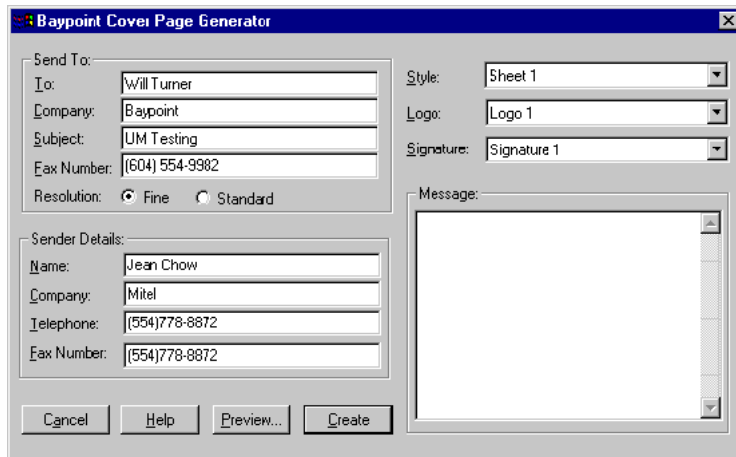 Baypoint Cover Page Generator
Send To:
To: Will Turner
Company: Baypoint
Subject: UM Testing
Fax Number: (604) 554-9982
Resolution: Fine Standard
Sender Details:
Name: Jean Chow
Company: Mitel
Telephone: (554)778-8872
Fax Number: (554)778-8872
Cancel Help Preview... Create
Style: Sheet 1
Logo: Logo 1
Signature: Signature 1
Message: